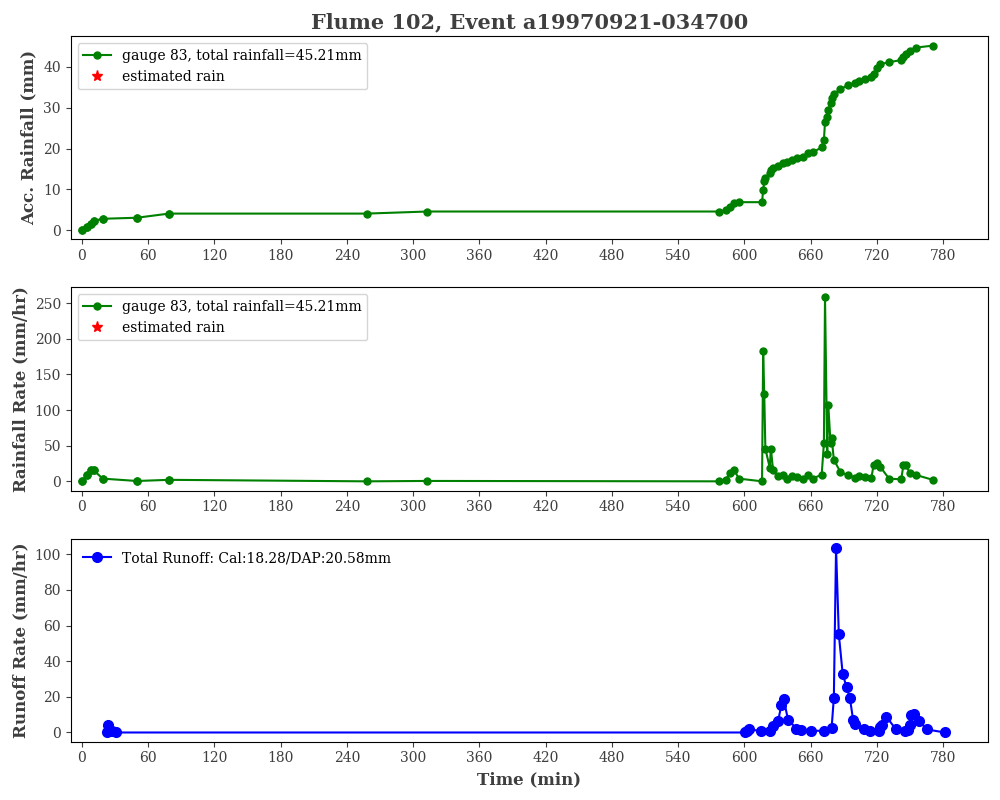 Flume 102, Event a19970921-034700
Acc. Rainfall (mm)
gauge 83, total rainfall=45.21mm
estimated rain
40
30
20
10
0
0 60 120 180 240 300 360 420 480 540 600 660 720 780
Rainfall Rate (mm/hr)
gauge 83, total rainfall=45.21mm
estimated rain
250
200
150
100
50
0
0 60 120 180 240 300 360 420 480 540 600 660 720 780
Runoff Rate (mm/hr)
Total Runoff: Cal:18.28/DAP:20.58mm
100
80
60
40
20
0
0 60 120 180 240 300 360 420 480 540 600 660 720 780
Time (min)